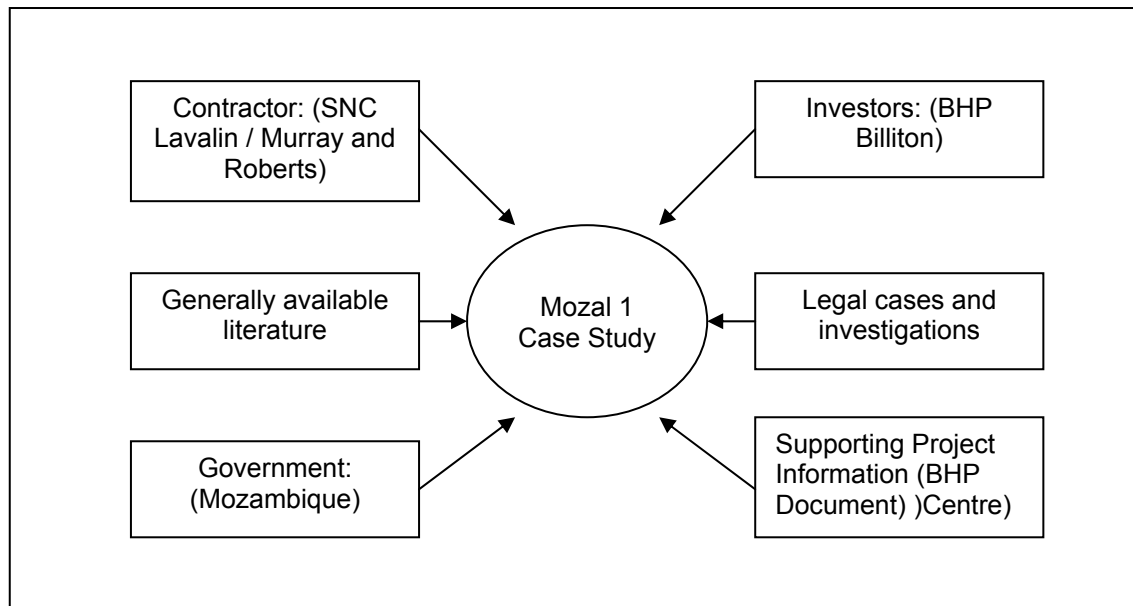 Contractor: (SNC
Lavalin / Murray and
Roberts)
Investors: (BHP
Billiton)
Generally available
literature
Mozal 1
Case Study
Legal cases and
investigations
Government:
(Mozambique)
Supporting Project
Information (BHP
Document) )Centre)